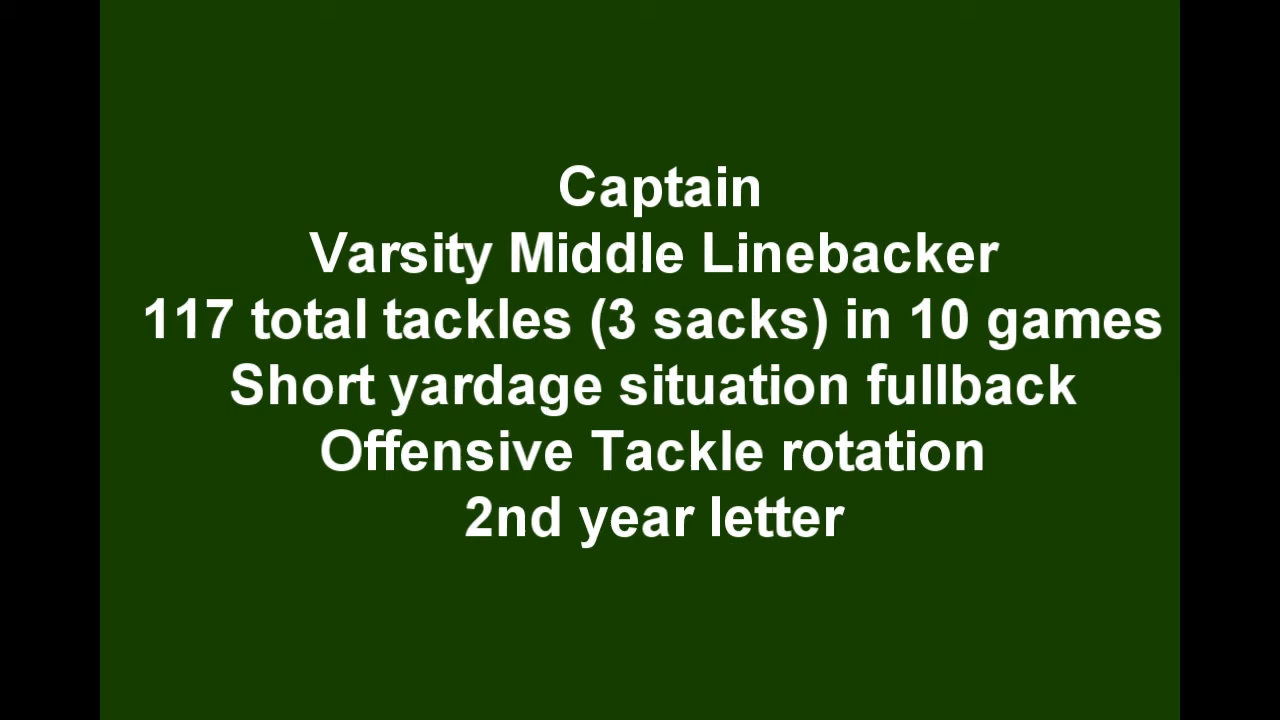 Captain
Varsity Middle Linebacker
117 total tackles (3 sacks) in 10 games
Short yardage situation fullback
Offensive Tackle rotation
2nd year letter